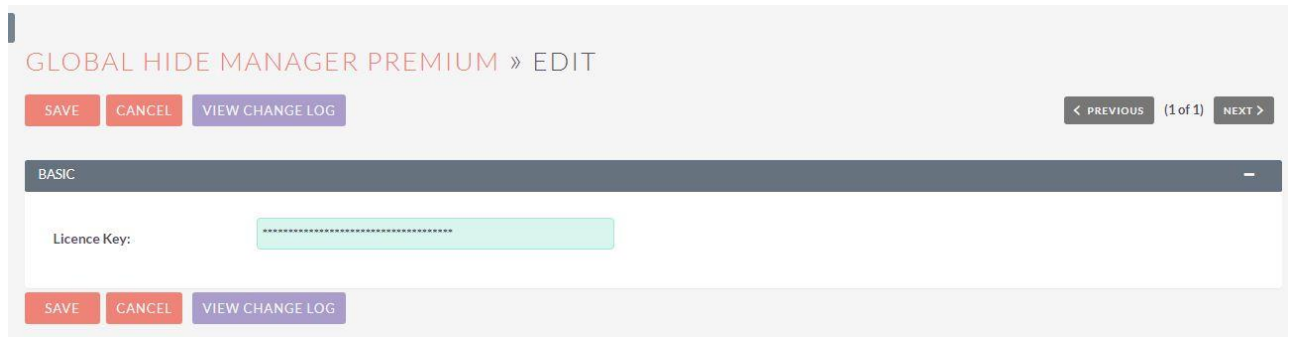 GLOBAL HIDE MANAGER PREMIUM » EDIT
SAVE CANCEL VIEW CHANGE LOG < PREVIOUS (1 of 1) NEXT >
BASIC
Licence Key: *************************************
SAVE CANCEL VIEW CHANGE LOG